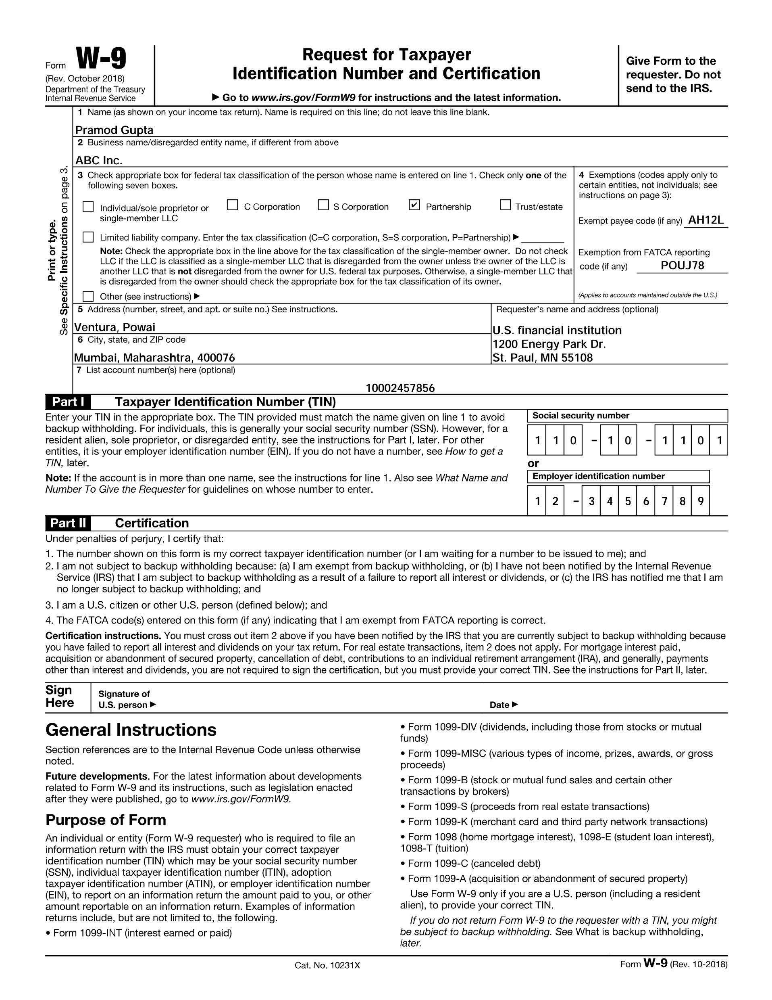 Form W-9
(Rev. October 2018)
Department of the Treasury
Internal Revenue Service
Request for Taxpayer
Identification Number and Certification
▶ Go to www.irs.gov/FormW9 for instructions and the latest information.
Give Form to the
requester. Do not
send to the IRS.
Print or type.
See Specific Instructions on page 3.
1 Name (as shown on your income tax return). Name is required on this line; do not leave this line blank.
Pramod Gupta
2 Business name/disregarded entity name, if different from above
ABC Inc.
3 Check appropriate box for federal tax classification of the person whose name is entered on line 1. Check only one of the
following seven boxes.
☐ Individual/sole proprietor or
single-member LLC
☐ C Corporation
☐ S Corporation
☑ Partnership
☐ Trust/estate
☐ Limited liability company. Enter the tax classification (C=C corporation, S=S corporation, P=Partnership) ▶
Note: Check the appropriate box in the line above for the tax classification of the single-member owner. Do not check
LLC if the LLC is classified as a single-member LLC that is disregarded from the owner unless the owner of the LLC is
another LLC that is not disregarded from the owner for U.S. federal tax purposes. Otherwise, a single-member LLC that
is disregarded from the owner should check the appropriate box for the tax classification of its owner.
☐ Other (see instructions) ▶
4 Exemptions (codes apply only to
certain entities, not individuals; see
instructions on page 3):
Exempt payee code (if any) AH12L
Exemption from FATCA reporting
code (if any) POUJ78
(Applies to accounts maintained outside the U.S.)
5 Address (number, street, and apt. or suite no.) See instructions.
Ventura, Powai
6 City, state, and ZIP code
Mumbai, Maharashtra, 400076
Requester's name and address (optional)
U.S. financial institution
1200 Energy Park Dr.
St. Paul, MN 55108
7 List account number(s) here (optional)
10002457856
Part I Taxpayer Identification Number (TIN)
Enter your TIN in the appropriate box. The TIN provided must match the name given on line 1 to avoid
backup withholding. For individuals, this is generally your social security number (SSN). However, for a
resident alien, sole proprietor, or disregarded entity, see the instructions for Part I, later. For other
entities, it is your employer identification number (EIN). If you do not have a number, see How to get a
TIN, later.
Note: If the account is in more than one name, see the instructions for line 1. Also see What Name and
Number To Give the Requester for guidelines on whose number to enter.
Social security number
1 1 0 – 1 0 – 1 1 0 1
or
Employer identification number
1 2 – 3 4 5 6 7 8 9
Part II Certification
Under penalties of perjury, I certify that:
1. The number shown on this form is my correct taxpayer identification number (or I am waiting for a number to be issued to me); and
2. I am not subject to backup withholding because: (a) I am exempt from backup withholding, or (b) I have not been notified by the Internal Revenue
Service (IRS) that I am subject to backup withholding as a result of a failure to report all interest or dividends, or (c) the IRS has notified me that I am
no longer subject to backup withholding; and
3. I am a U.S. citizen or other U.S. person (defined below); and
4. The FATCA code(s) entered on this form (if any) indicating that I am exempt from FATCA reporting is correct.
Certification instructions. You must cross out item 2 above if you have been notified by the IRS that you are currently subject to backup withholding because
you have failed to report all interest and dividends on your tax return. For real estate transactions, item 2 does not apply. For mortgage interest paid,
acquisition or abandonment of secured property, cancellation of debt, contributions to an individual retirement arrangement (IRA), and generally, payments
other than interest and dividends, you are not required to sign the certification, but you must provide your correct TIN. See the instructions for Part II, later.
Sign
Here
Signature of
U.S. person ▶
Date ▶
General Instructions
Section references are to the Internal Revenue Code unless otherwise
noted.
Future developments. For the latest information about developments
related to Form W-9 and its instructions, such as legislation enacted
after they were published, go to www.irs.gov/FormW9.
Purpose of Form
An individual or entity (Form W-9 requester) who is required to file an
information return with the IRS must obtain your correct taxpayer
identification number (TIN) which may be your social security number
(SSN), individual taxpayer identification number (ITIN), adoption
taxpayer identification number (ATIN), or employer identification number
(EIN), to report on an information return the amount paid to you, or other
amount reportable on an information return. Examples of information
returns include, but are not limited to, the following.
• Form 1099-INT (interest earned or paid)
• Form 1099-DIV (dividends, including those from stocks or mutual
funds)
• Form 1099-MISC (various types of income, prizes, awards, or gross
proceeds)
• Form 1099-B (stock or mutual fund sales and certain other
transactions by brokers)
• Form 1099-S (proceeds from real estate transactions)
• Form 1099-K (merchant card and third party network transactions)
• Form 1098 (home mortgage interest), 1098-E (student loan interest),
1098-T (tuition)
• Form 1099-C (canceled debt)
• Form 1099-A (acquisition or abandonment of secured property)
Use Form W-9 only if you are a U.S. person (including a resident
alien), to provide your correct TIN.
If you do not return Form W-9 to the requester with a TIN, you might
be subject to backup withholding. See What is backup withholding,
later.
Cat. No. 10231X
Form W-9 (Rev. 10-2018)